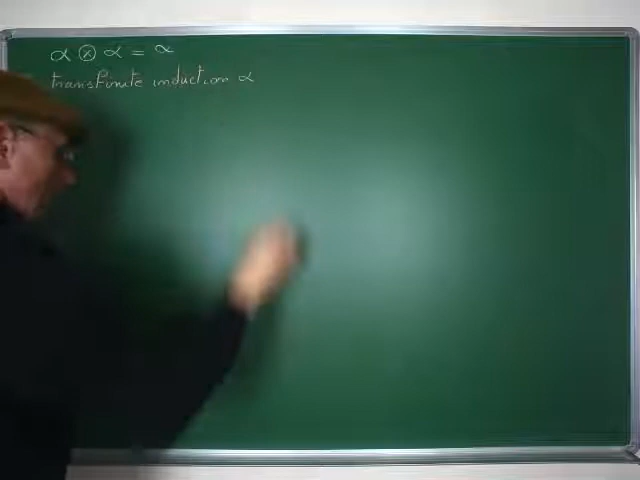 α ⊗ α = α
transfinite induction α